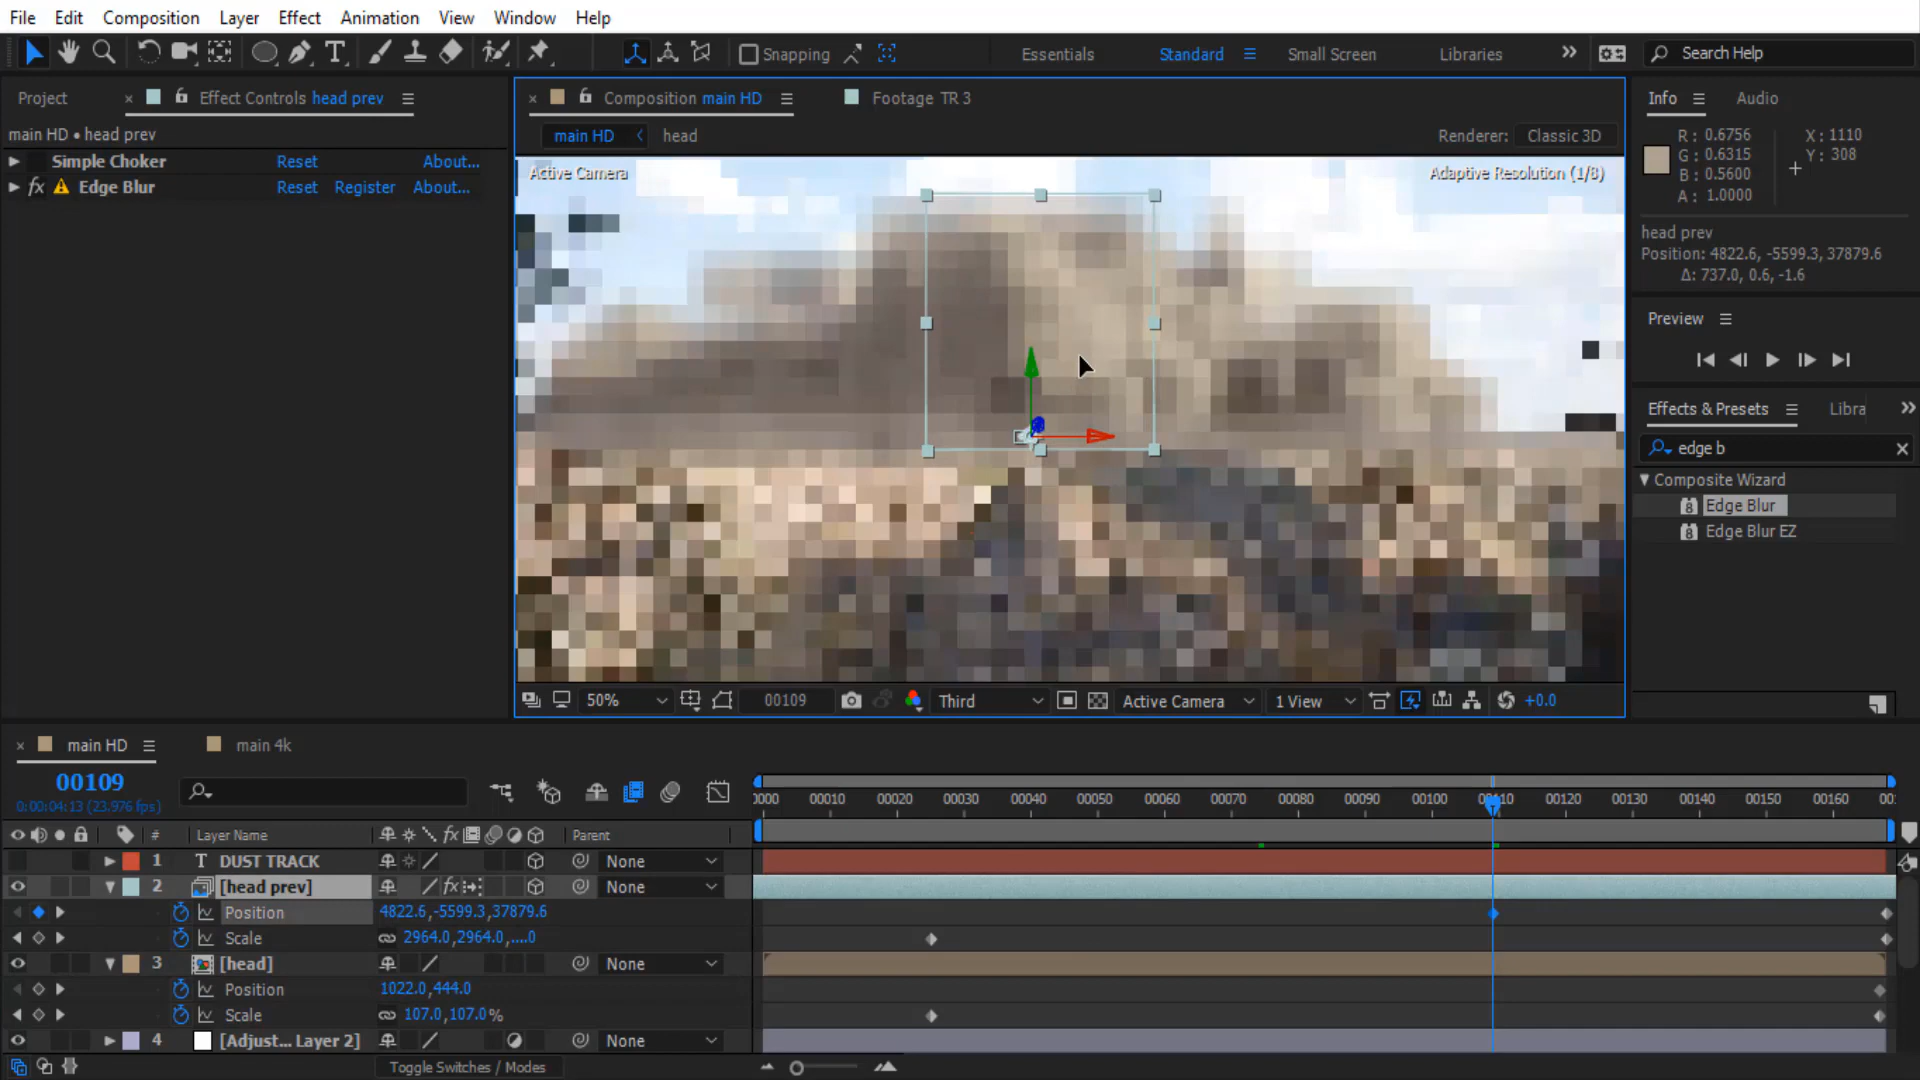 File Edit Composition Layer Effect Animation View Window Help
Snapping Essentials Standard Small Screen Libraries Search Help
Project Effect Controls head prev Composition main HD Footage TR 3 Info Audio
main HD • head prev
Simple Choker Reset About...
fx Edge Blur Reset Register About...
main HD head Renderer: Classic 3D
Active Camera Adaptive Resolution (1/8)
R: 0.6756 X: 1110
G: 0.6315 Y: 308
B: 0.5600
A: 1.0000
head prev
Position: 4822.6, -5599.3, 37879.6
Δ: 737.0, 0.6, -1.6
Preview
Effects & Presets Libra
edge b
Composite Wizard
Edge Blur
Edge Blur EZ
50% 00109 Third Active Camera 1 View +0.0
main HD main 4k
00109
0:00:04:13 (23.976 fps)
# Layer Name fx Parent
0000 00010 00020 00030 00040 00050 00060 00070 00080 00090 00100 00110 00120 00130 00140 00150 00160 001
1 T DUST TRACK None
2 [head prev] fx None
Position 4822.6,-5599.3,37879.6
Scale 2964.0,2964.0,....0
3 [head] None
Position 1022.0,444.0
Scale 107.0,107.0%
4 [Adjust... Layer 2] None
Toggle Switches / Modes